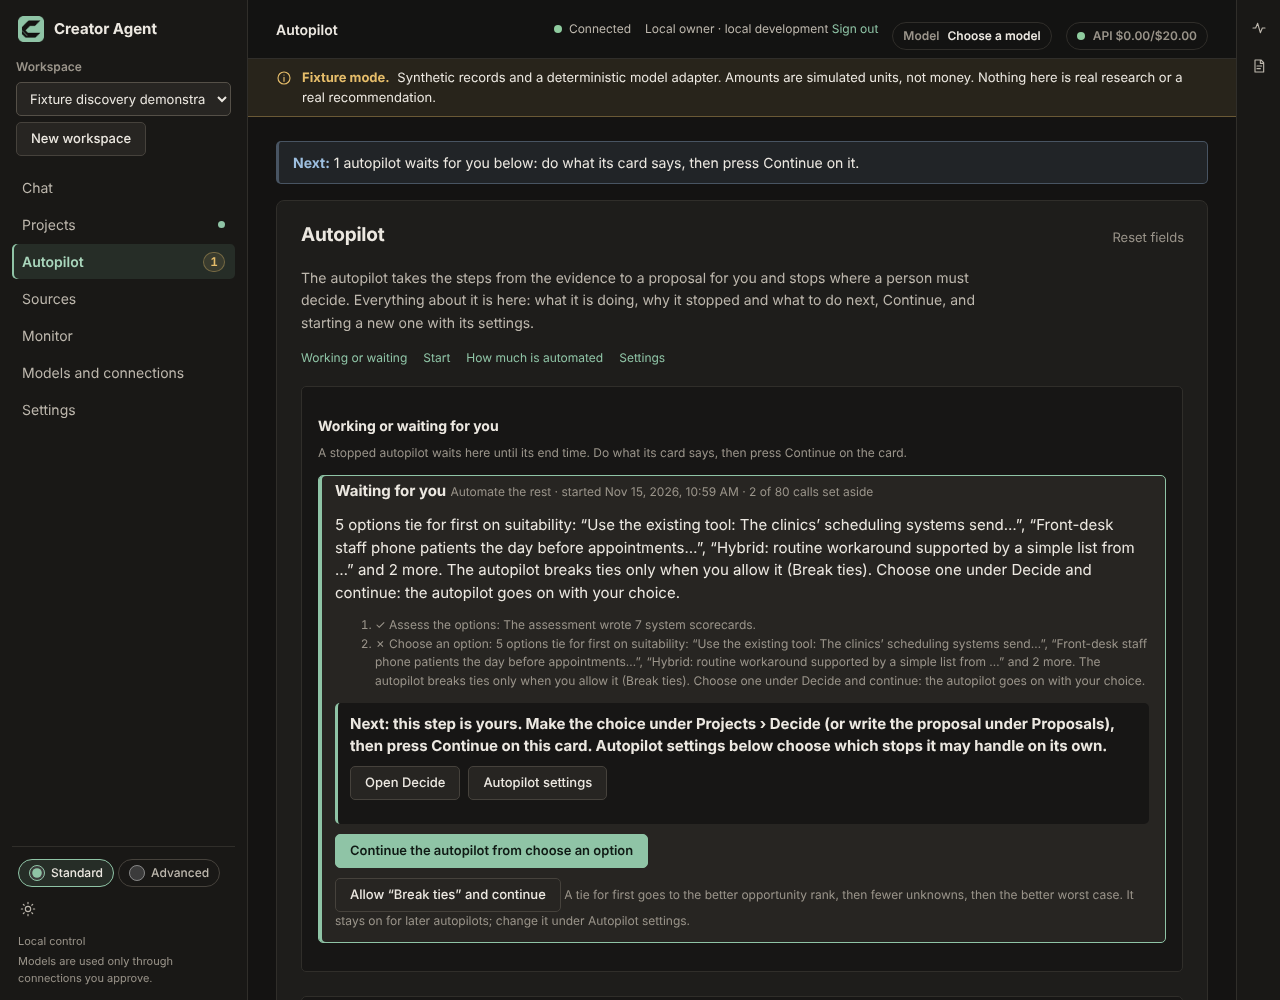 Creator Agent
Workspace
Fixture discovery demonstra
New workspace
Chat
Projects
Autopilot
1
Sources
Monitor
Models and connections
Settings
Standard
Advanced
Local control
Models are used only through
connections you approve.
Autopilot
Connected
Local owner · local development Sign out
Model Choose a model
API $0.00/$20.00
Fixture mode. Synthetic records and a deterministic model adapter. Amounts are simulated units, not money. Nothing here is real research or a
real recommendation.
Next: 1 autopilot waits for you below: do what its card says, then press Continue on it.
Autopilot
Reset fields
The autopilot takes the steps from the evidence to a proposal for you and stops where a person must
decide. Everything about it is here: what it is doing, why it stopped and what to do next, Continue, and
starting a new one with its settings.
Working or waiting
Start
How much is automated
Settings
Working or waiting for you
A stopped autopilot waits here until its end time. Do what its card says, then press Continue on the card.
Waiting for you Automate the rest · started Nov 15, 2026, 10:59 AM · 2 of 80 calls set aside
5 options tie for first on suitability: “Use the existing tool: The clinics’ scheduling systems send…”, “Front-desk
staff phone patients the day before appointments…”, “Hybrid: routine workaround supported by a simple list from
…” and 2 more. The autopilot breaks ties only when you allow it (Break ties). Choose one under Decide and
continue: the autopilot goes on with your choice.
1. ✓ Assess the options: The assessment wrote 7 system scorecards.
2. × Choose an option: 5 options tie for first on suitability: “Use the existing tool: The clinics’ scheduling systems send…”, “Front-desk staff
phone patients the day before appointments…”, “Hybrid: routine workaround supported by a simple list from …” and 2 more. The
autopilot breaks ties only when you allow it (Break ties). Choose one under Decide and continue: the autopilot goes on with your choice.
Next: this step is yours. Make the choice under Projects › Decide (or write the proposal under Proposals),
then press Continue on this card. Autopilot settings below choose which stops it may handle on its own.
Open Decide
Autopilot settings
Continue the autopilot from choose an option
Allow “Break ties” and continue
A tie for first goes to the better opportunity rank, then fewer unknowns, then the better worst case. It
stays on for later autopilots; change it under Autopilot settings.